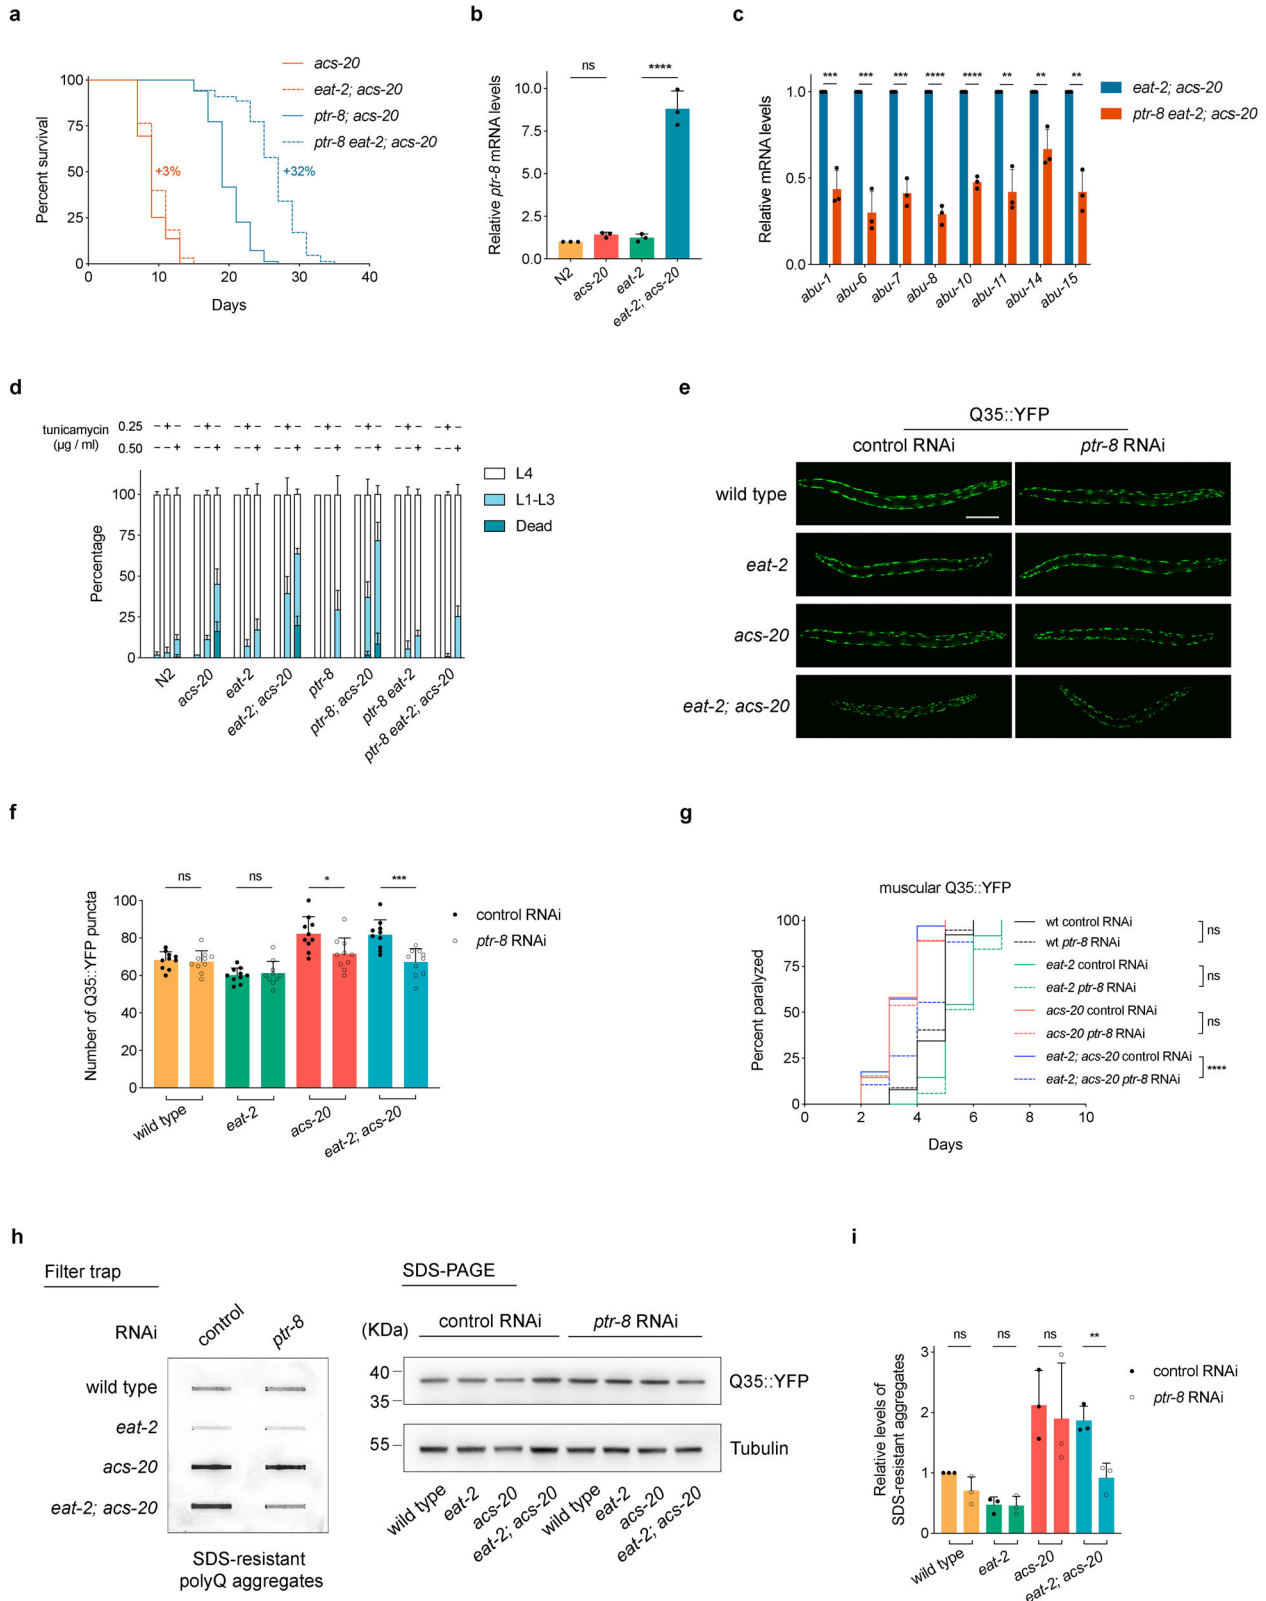 a
acs-20
eat-2; acs-20
ptr-8; acs-20
ptr-8 eat-2; acs-20
Percent survival
100
75
50
25
0
+3%
+32%
0 10 20 30 40
Days
b
ns ****
Relative ptr-8 mRNA levels
10.0
8.0
6.0
4.0
2.0
0.0
N2
acs-20
eat-2
eat-2; acs-20
c
*** *** *** **** **** ** ** **
eat-2; acs-20
ptr-8 eat-2; acs-20
Relative mRNA levels
1.0
0.5
0.0
abu-1
abu-6
abu-7
abu-8
abu-10
abu-11
abu-14
abu-15
d
tunicamycin
(µg / ml)
0.25 − + − − + − − + − − + − − + − − + − − + − − + −
0.50 − − + − − + − − + − − + − − + − − + − − + − − +
L4
L1-L3
Dead
Percentage
100
75
50
25
0
N2
acs-20
eat-2
eat-2; acs-20
ptr-8
ptr-8; acs-20
ptr-8 eat-2
ptr-8 eat-2; acs-20
e
Q35::YFP
control RNAi ptr-8 RNAi
wild type
eat-2
acs-20
eat-2; acs-20
f
ns ns * ***
control RNAi
ptr-8 RNAi
Number of Q35::YFP puncta
100
80
60
40
20
0
wild type
eat-2
acs-20
eat-2; acs-20
g
muscular Q35::YFP
Percent paralyzed
100
75
50
25
0
0 2 4 6 8 10
Days
wt control RNAi
wt ptr-8 RNAi
ns
eat-2 control RNAi
eat-2 ptr-8 RNAi
ns
acs-20 control RNAi
acs-20 ptr-8 RNAi
ns
eat-2; acs-20 control RNAi
eat-2; acs-20 ptr-8 RNAi
****
h
Filter trap
RNAi control ptr-8
wild type
eat-2
acs-20
eat-2; acs-20
SDS-resistant
polyQ aggregates
SDS-PAGE
(KDa) control RNAi ptr-8 RNAi
40
35
Q35::YFP
55
Tubulin
wild type
eat-2
acs-20
eat-2; acs-20
wild type
eat-2
acs-20
eat-2; acs-20
i
ns ns ns **
control RNAi
ptr-8 RNAi
Relative levels of
SDS-resistant aggregates
3
2
1
0
wild type
eat-2
acs-20
eat-2; acs-20